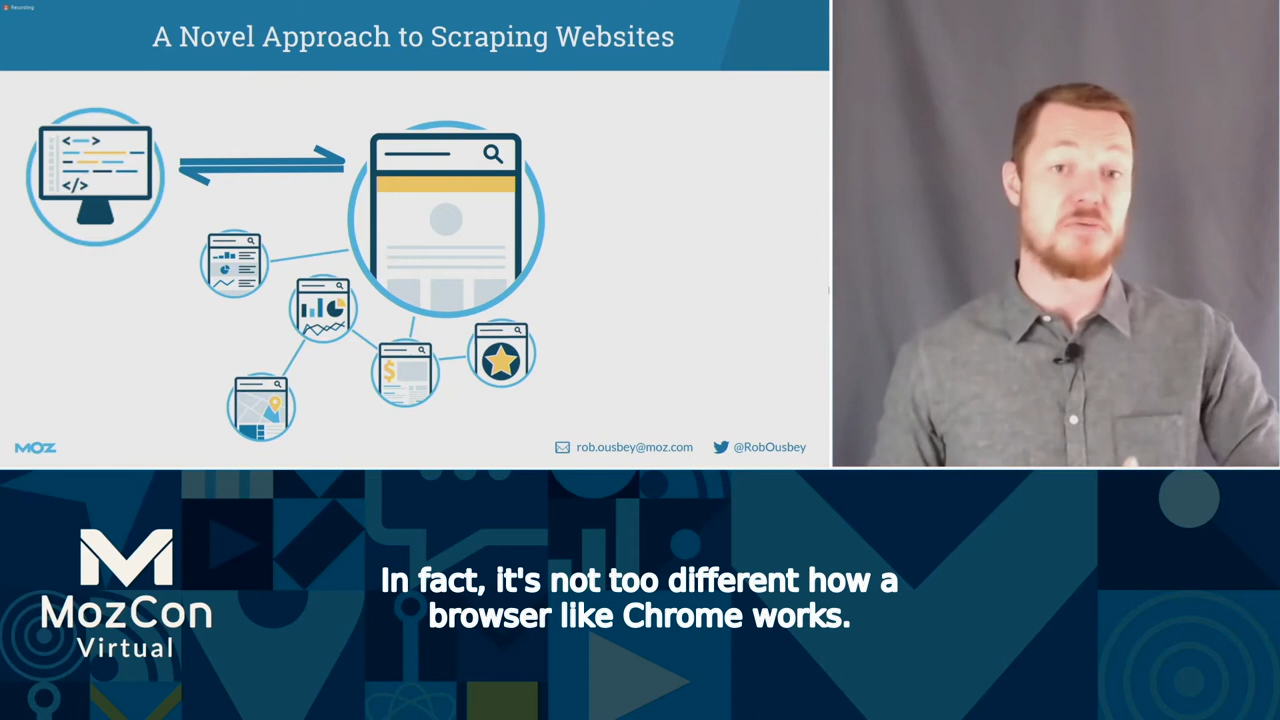 Recording
A Novel Approach to Scraping Websites
< >
</>
$
MOZ
rob.ousbey@moz.com
@RobOusbey
M
MozCon
Virtual
In fact, it's not too different how a
browser like Chrome works.